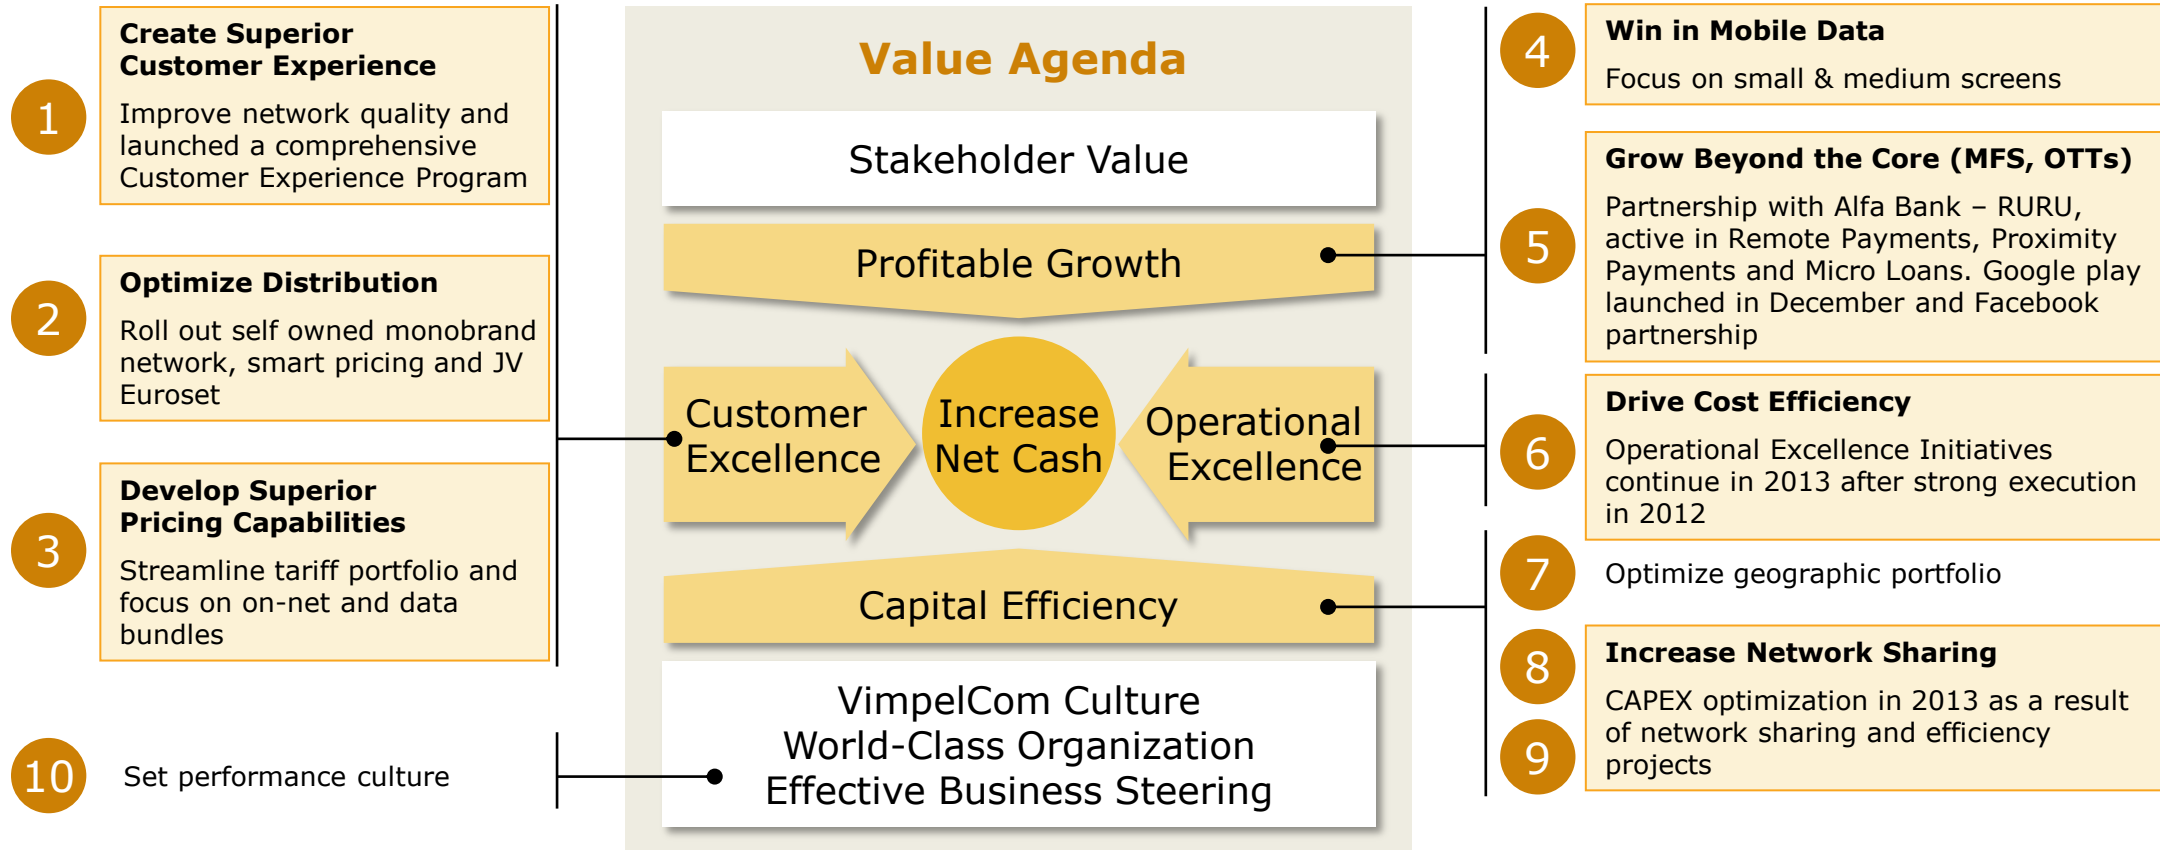 1
Create Superior
Customer Experience
Improve network quality and
launched a comprehensive
Customer Experience Program
2
Optimize Distribution
Roll out self owned monobrand
network, smart pricing and JV
Euroset
3
Develop Superior
Pricing Capabilities
Streamline tariff portfolio and
focus on on-net and data
bundles
10
Set performance culture
Value Agenda
Stakeholder Value
Profitable Growth
Customer
Excellence
Increase
Net Cash
Operational
Excellence
Capital Efficiency
VimpelCom Culture
World-Class Organization
Effective Business Steering
4
Win in Mobile Data
Focus on small & medium screens
5
Grow Beyond the Core (MFS, OTTs)
Partnership with Alfa Bank – RURU,
active in Remote Payments, Proximity
Payments and Micro Loans. Google play
launched in December and Facebook
partnership
6
Drive Cost Efficiency
Operational Excellence Initiatives
continue in 2013 after strong execution
in 2012
7
Optimize geographic portfolio
8
9
Increase Network Sharing
CAPEX optimization in 2013 as a result
of network sharing and efficiency
projects